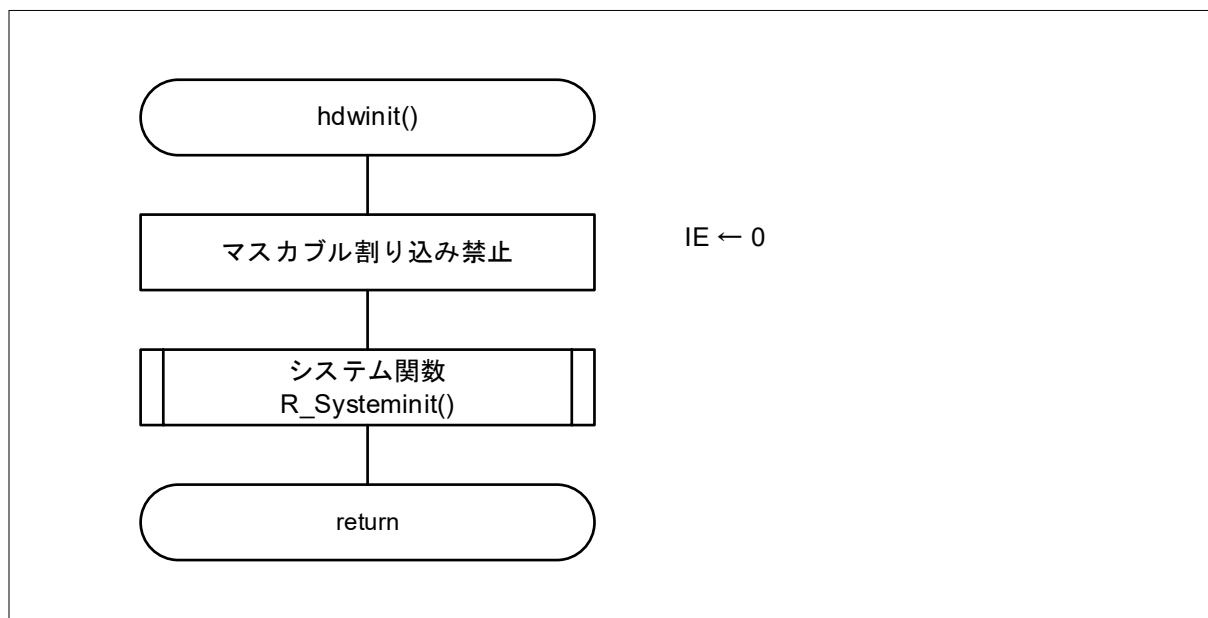 hdwinit()
マスカブル割り込み禁止
IE ← 0
システム関数
R_Systeminit()
return